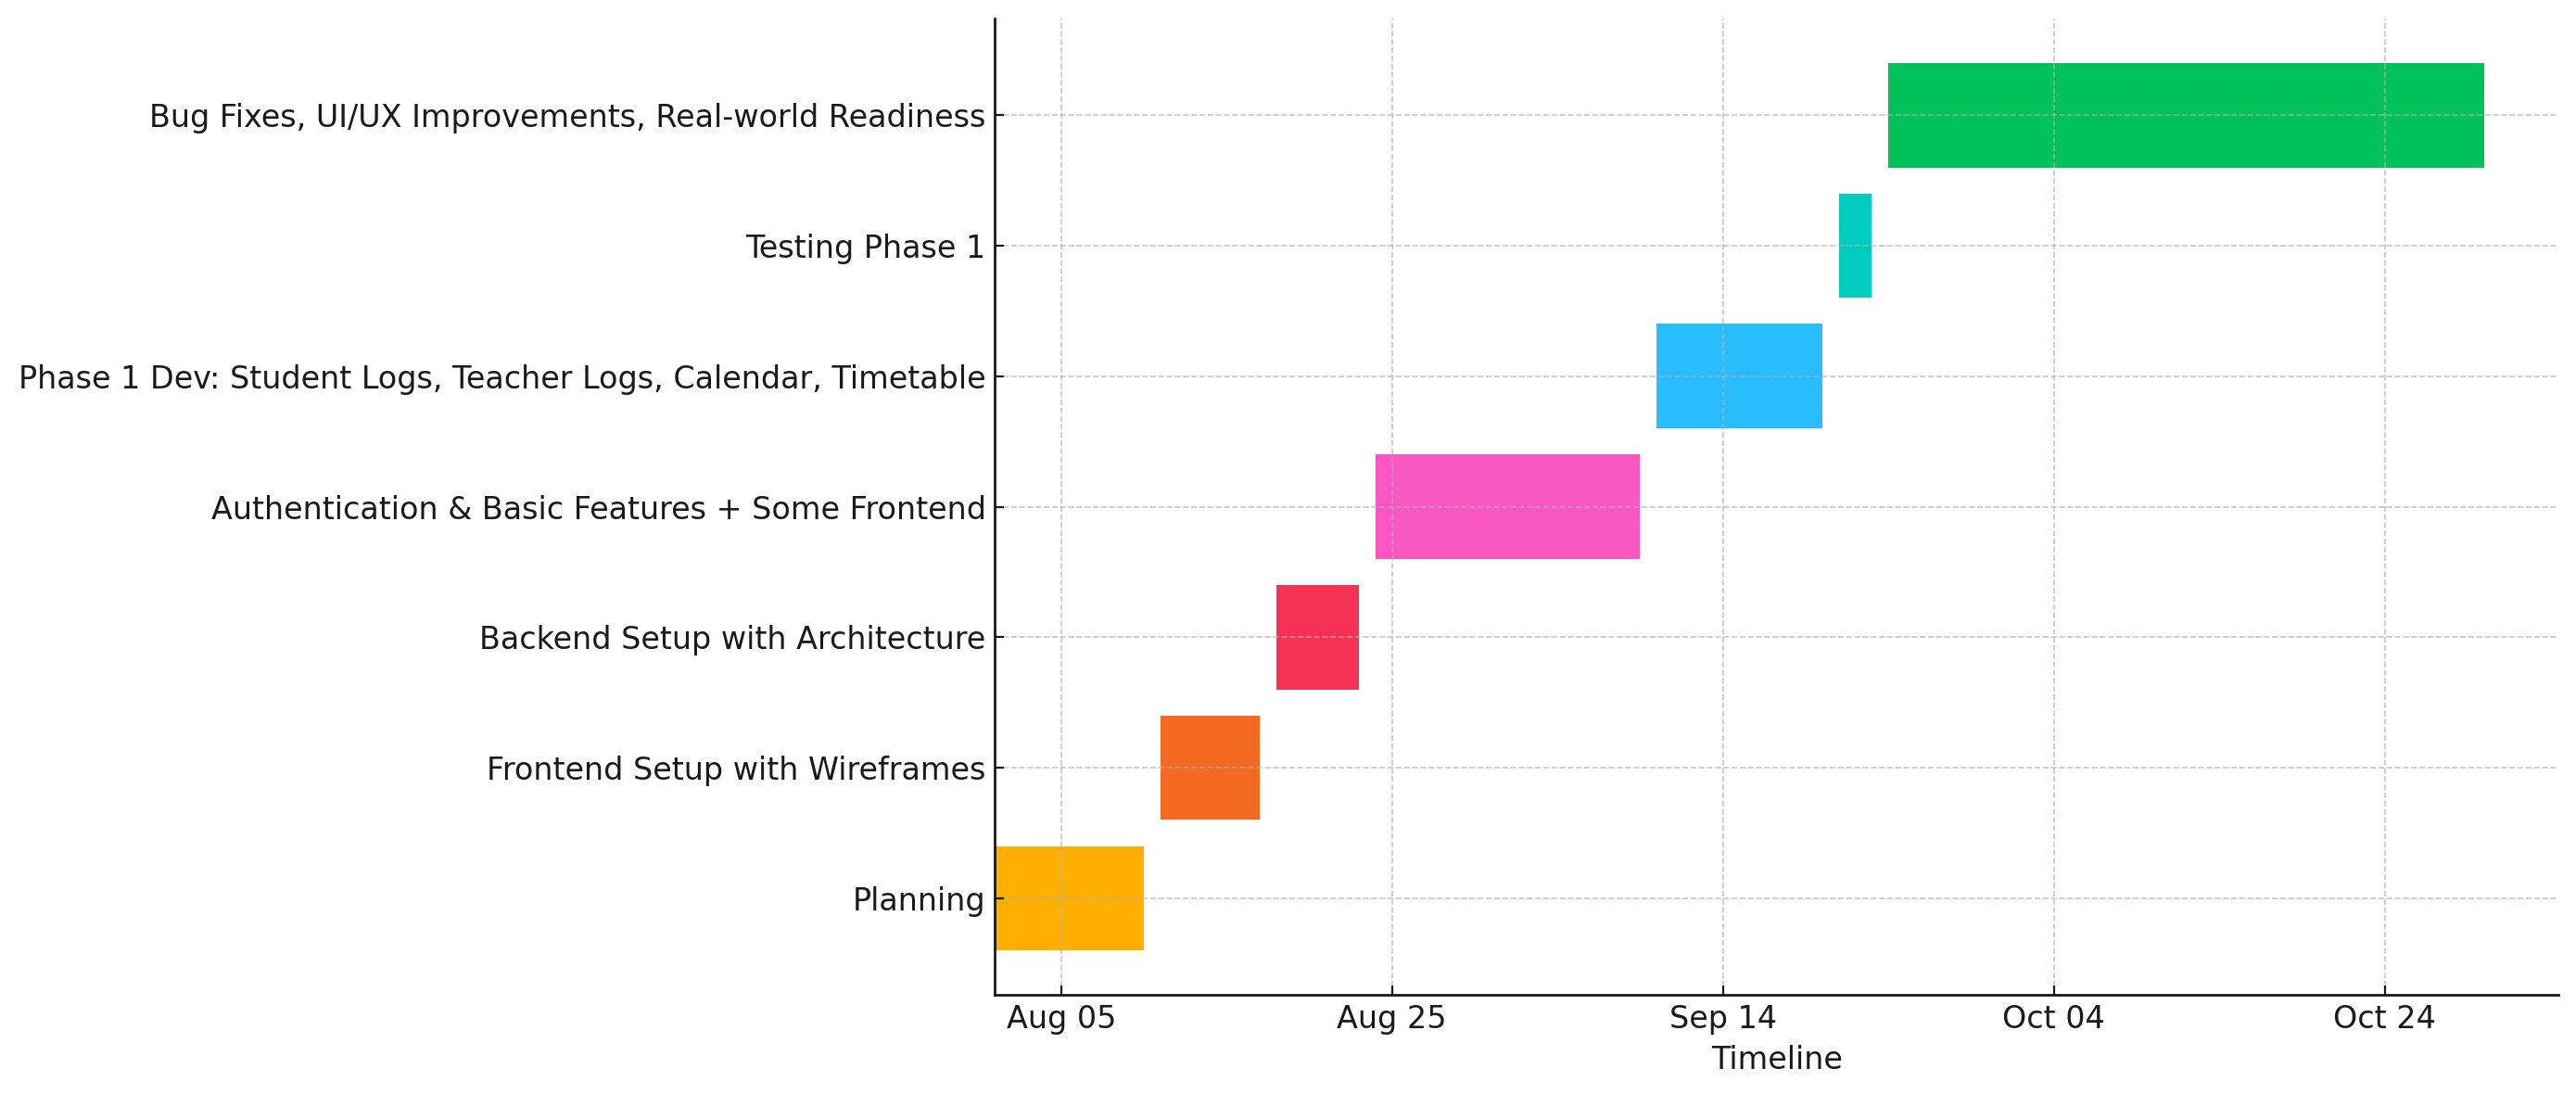 Bug Fixes, UI/UX Improvements, Real-world Readiness
Testing Phase 1
Phase 1 Dev: Student Logs, Teacher Logs, Calendar, Timetable
Authentication & Basic Features + Some Frontend
Backend Setup with Architecture
Frontend Setup with Wireframes
Planning
Aug 05 Aug 25 Sep 14 Oct 04 Oct 24
Timeline